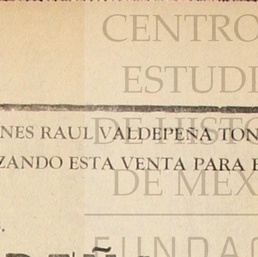 CENTRO
ESTUDI
NES RAUL VALDEPEÑA TON
DE HISTO
ZANDO ESTA VENTA PARA E
DE MEX
FUNDAC